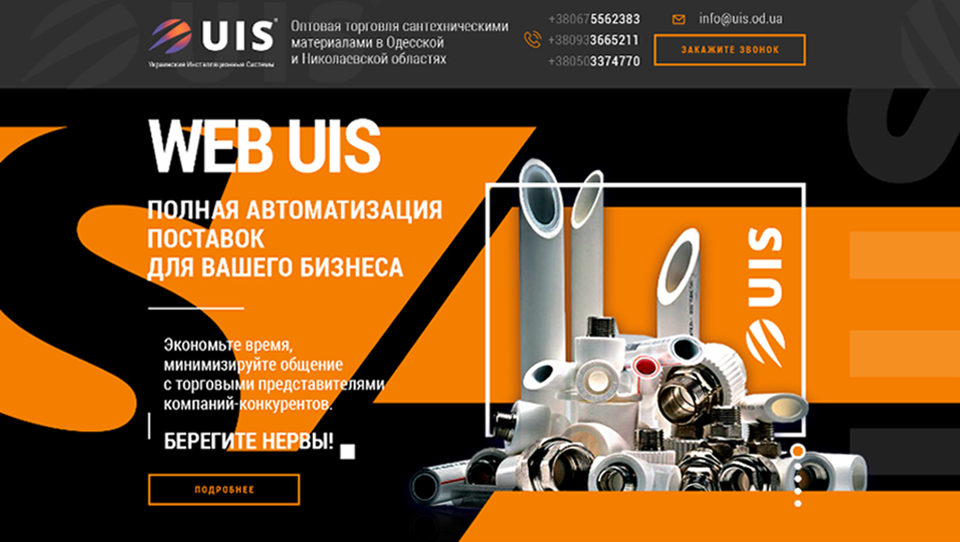 UIS
Украинские Инсталляционные Системы
Оптовая торговля сантехническими
материалами в Одесской
и Николаевской областях
+380675562383
+380933665211
+380503374770
info@uis.od.ua
ЗАКАЖИТЕ ЗВОНОК
WEB UIS
ПОЛНАЯ АВТОМАТИЗАЦИЯ
ПОСТАВОК
ДЛЯ ВАШЕГО БИЗНЕСА
Экономьте время,
минимизируйте общение
с торговыми представителями
компаний-конкурентов.
БЕРЕГИТЕ НЕРВЫ!
ПОДРОБНЕЕ
UIS